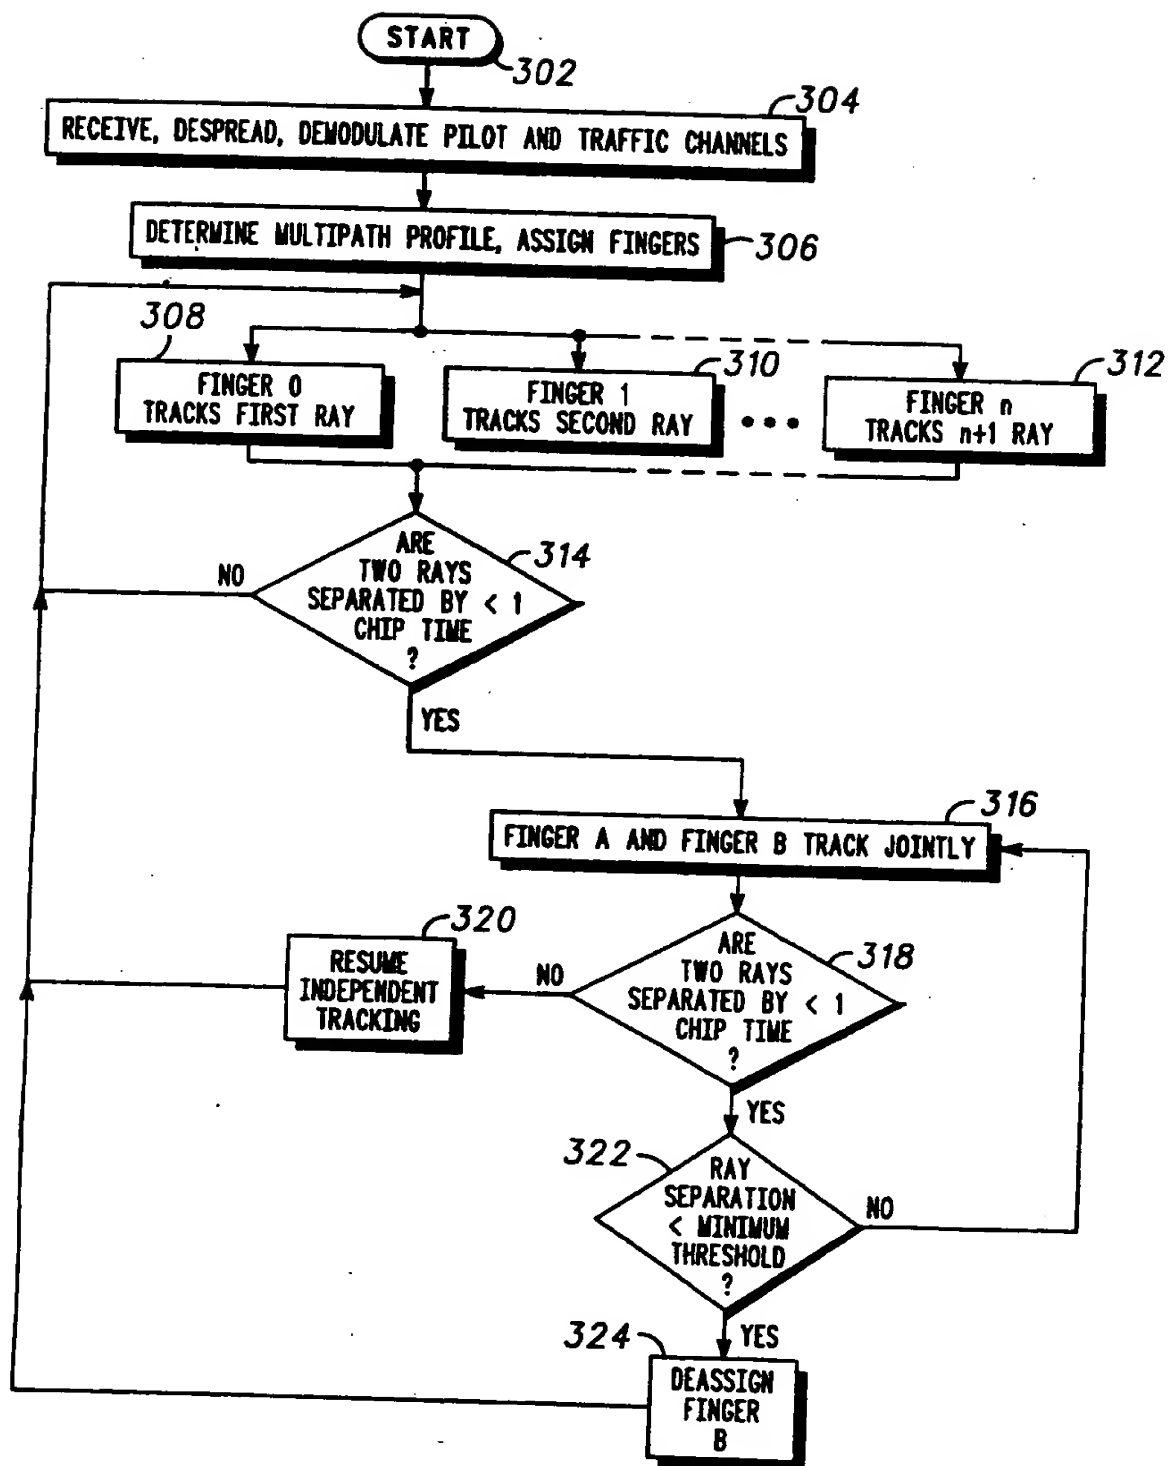 START
302
304
RECEIVE, DESPREAD, DEMODULATE PILOT AND TRAFFIC CHANNELS
DETERMINE MULTIPATH PROFILE, ASSIGN FINGERS
306
308
FINGER 0
TRACKS FIRST RAY
310
FINGER 1
TRACKS SECOND RAY
312
FINGER n
TRACKS n+1 RAY
314
ARE
TWO RAYS
SEPARATED BY < 1
CHIP TIME
?
NO
YES
316
FINGER A AND FINGER B TRACK JOINTLY
318
ARE
TWO RAYS
SEPARATED BY < 1
CHIP TIME
?
NO
320
RESUME
INDEPENDENT
TRACKING
YES
322
RAY
SEPARATION
< MINIMUM
THRESHOLD
?
NO
YES
324
DEASSIGN
FINGER
B